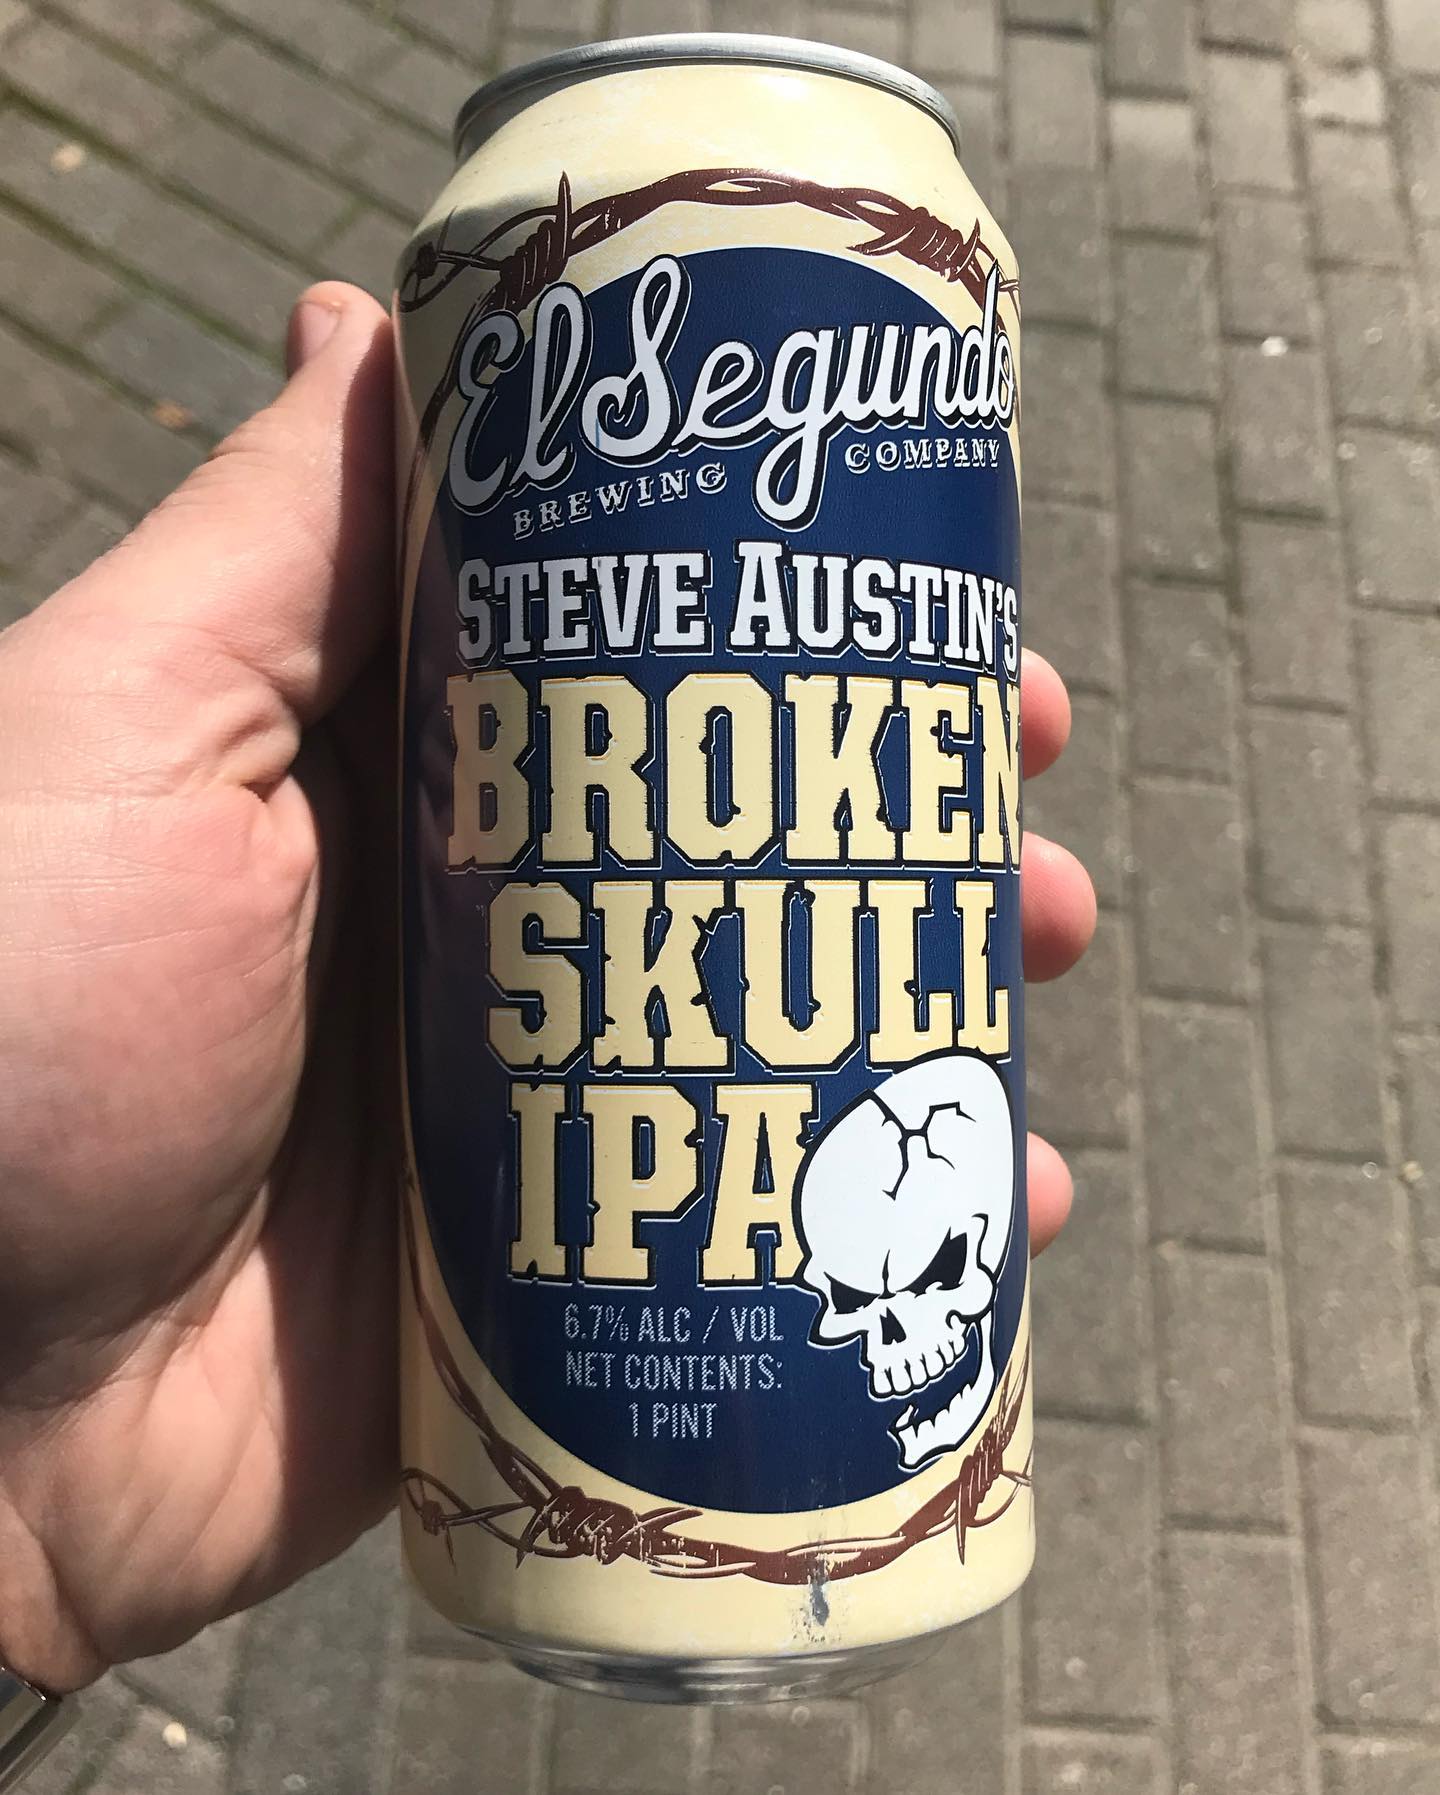 El Segundo
BREWING COMPANY
STEVE AUSTIN'S
BROKEN
SKULL
IPA
6.7% ALC / VOL
NET CONTENTS:
1 PINT